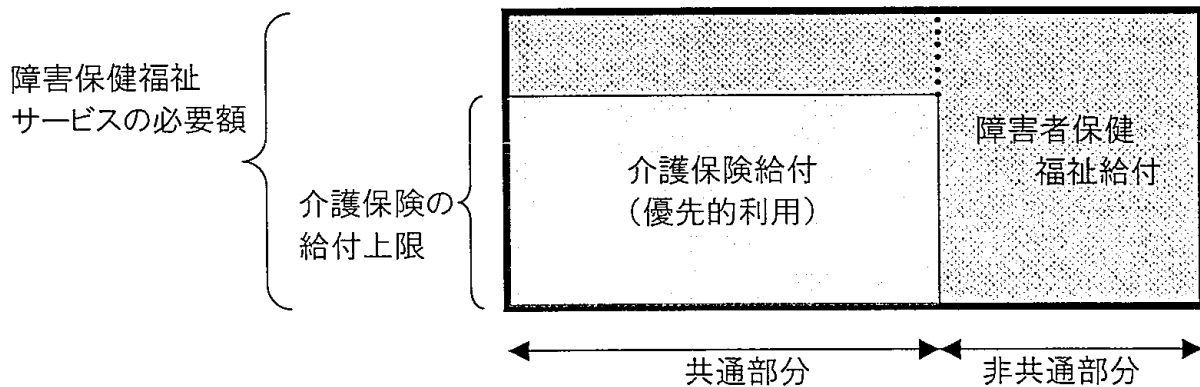 障害保健福祉
サービスの必要額
介護保険の
給付上限
介護保険給付
（優先的利用）
障害者保健
福祉給付
共通部分
非共通部分